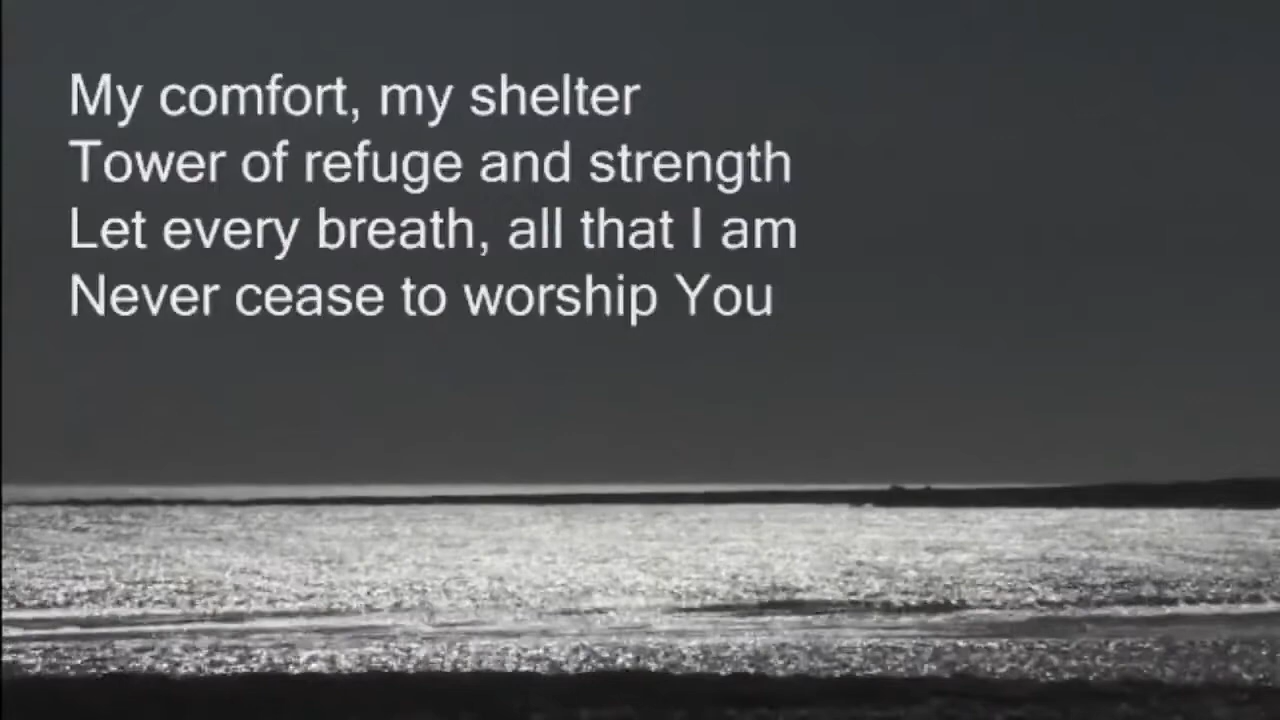 My comfort, my shelter
Tower of refuge and strength
Let every breath, all that I am
Never cease to worship You